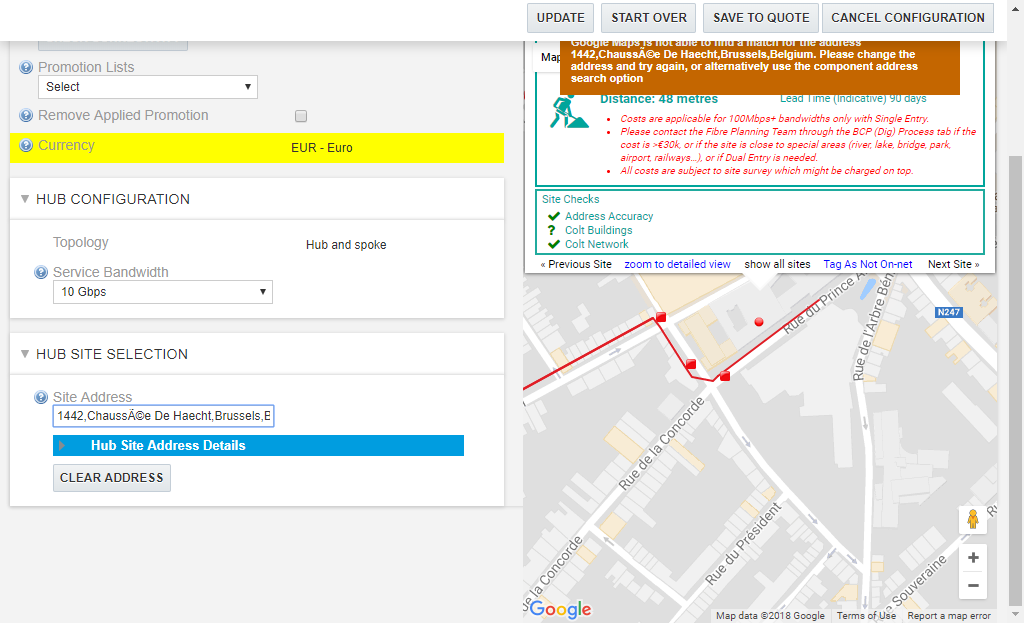 UPDATE
START OVER
SAVE TO QUOTE
CANCEL CONFIGURATION
Promotion Lists
Select
Remove Applied Promotion
Currency
EUR - Euro
HUB CONFIGURATION
Topology
Hub and spoke
Service Bandwidth
10 Gbps
HUB SITE SELECTION
Site Address
1442,ChaussÃ©e De Haecht,Brussels,B
Hub Site Address Details
CLEAR ADDRESS
Map
Google Maps is not able to find a match for the address
1442,ChaussÃ©e De Haecht,Brussels,Belgium. Please change the
address and try again, or alternatively use the component address
search option
Distance: 48 metres
Lead Time (Indicative) 90 days
Costs are applicable for 100Mbps+ bandwidths only with Single Entry.
Please contact the Fibre Planning Team through the BCP (Dig) Process tab if the
cost is >€30k, or if the site is close to special areas (river, lake, bridge, park,
airport, railways...), or if Dual Entry is needed.
All costs are subject to site survey which might be charged on top.
Site Checks
Address Accuracy
? Colt Buildings
Colt Network
« Previous Site
zoom to detailed view
show all sites
Tag As Not On-net
Next Site »
Rue du Prince
Rue de l'Arbre Bén
N247
Rue de la Concorde
Rue du Président
de la Concorde
e Souveraine
Google
Map data ©2018 Google
Terms of Use
Report a map error